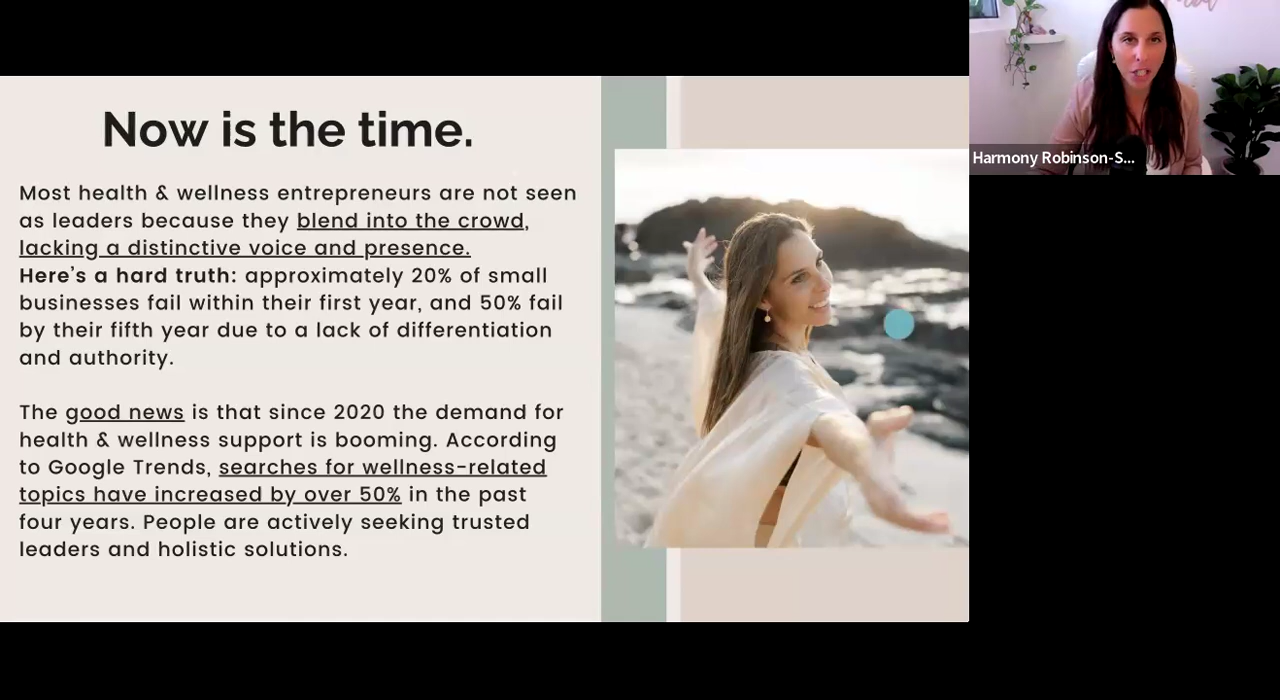 Now is the time.
Most health & wellness entrepreneurs are not seen
as leaders because they blend into the crowd,
lacking a distinctive voice and presence.
Here's a hard truth: approximately 20% of small
businesses fail within their first year, and 50% fail
by their fifth year due to a lack of differentiation
and authority.
The good news is that since 2020 the demand for
health & wellness support is booming. According
to Google Trends, searches for wellness-related
topics have increased by over 50% in the past
four years. People are actively seeking trusted
leaders and holistic solutions.
Harmony Robinson-S...